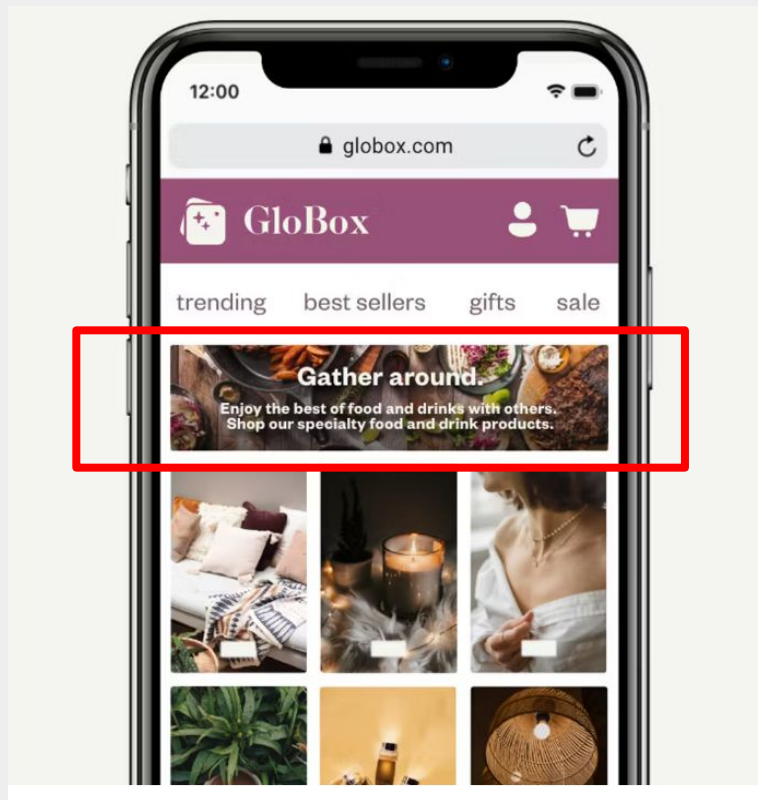 12:00
globox.com
GloBox
trending best sellers gifts sale
Gather around.
Enjoy the best of food and drinks with others.
Shop our specialty food and drink products.